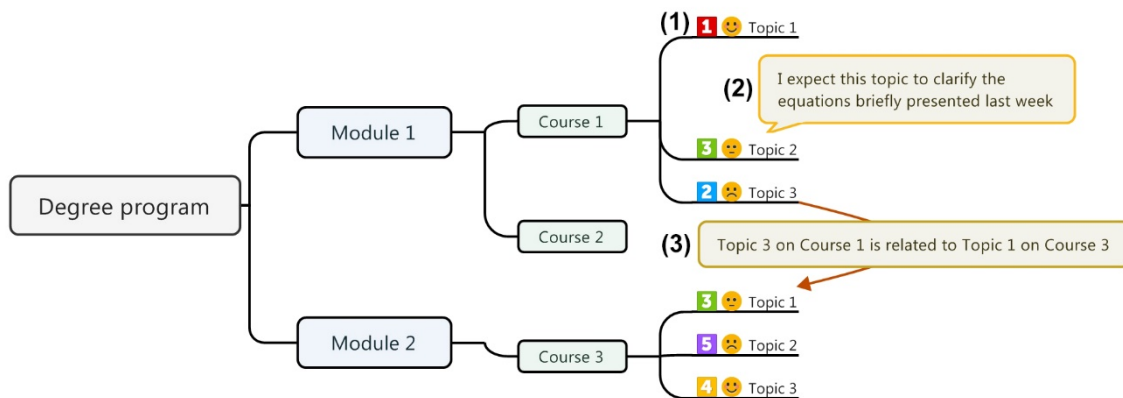 (1) 1 Topic 1
I expect this topic to clarify the
(2) equations briefly presented last week
Module 1
Course 1
3 Topic 2
2 Topic 3
Degree program
Course 2
(3) Topic 3 on Course 1 is related to Topic 1 on Course 3
3 Topic 1
Module 2
Course 3
5 Topic 2
4 Topic 3